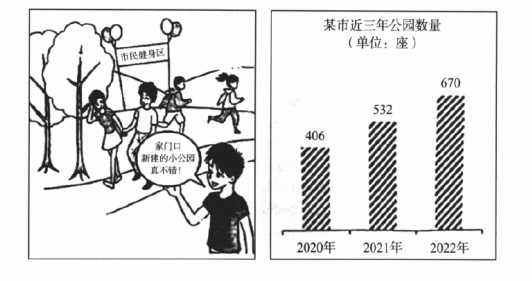 市民健身区
家门口
新建的小公园
真不错！
某市近三年公园数量
（单位：座）
406
532
670
2020年
2021年
2022年